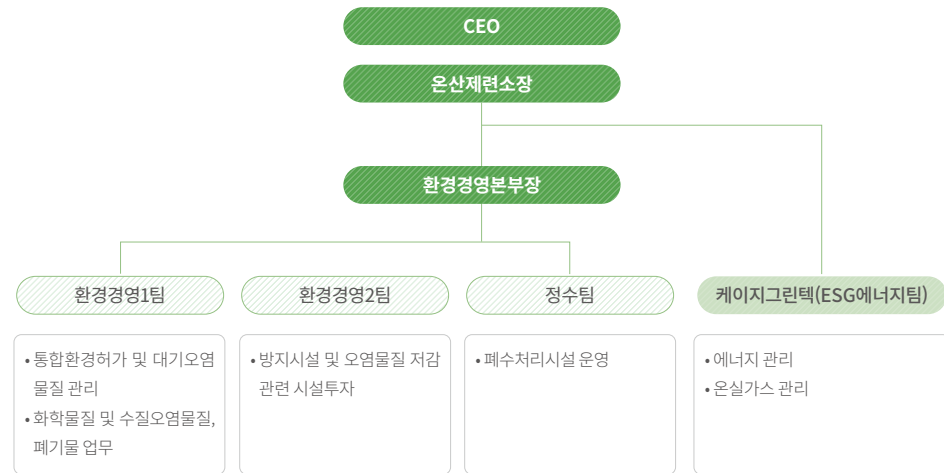 CEO
온산제련소장
환경경영본부장
환경경영1팀
환경경영2팀
정수팀
케이지그린텍(ESG에너지팀)
• 통합환경허가 및 대기오염
물질 관리
• 화학물질 및 수질오염물질,
폐기물 업무
• 방지시설 및 오염물질 저감
관련 시설투자
• 폐수처리시설 운영
• 에너지 관리
• 온실가스 관리